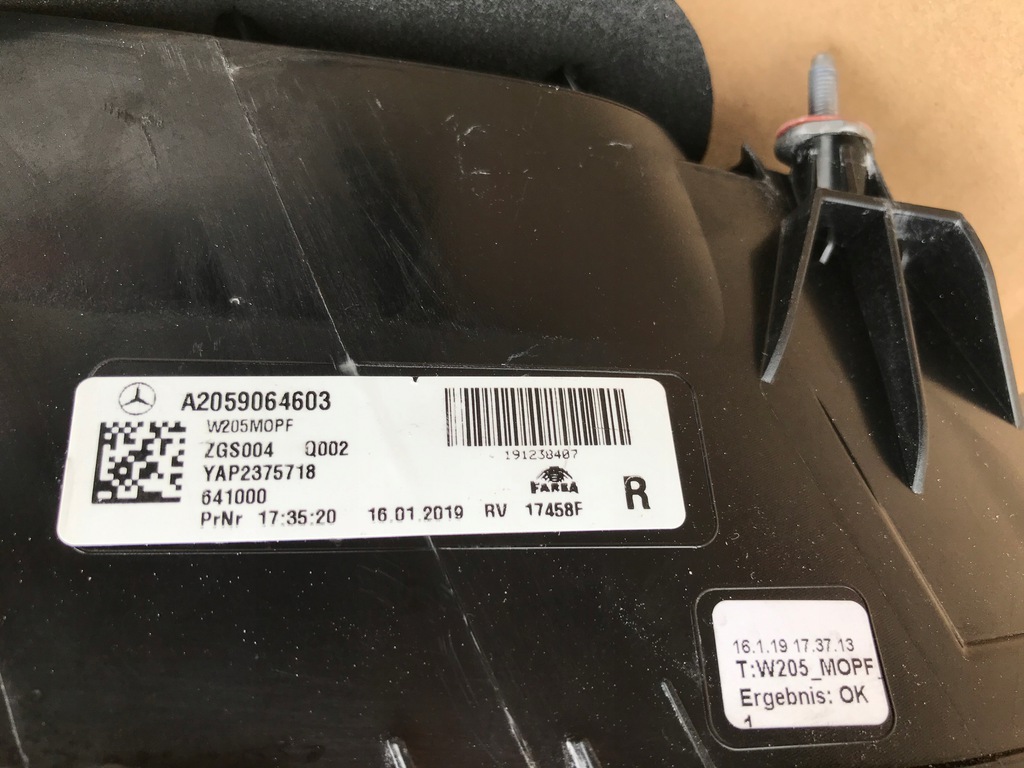 A2059064603
W205MOPF
ZGS004 Q002
YAP2375718
641000
PrNr 17:35:20 16.01.2019 RV 17458F
191238407
FARBA
R
16.1.19 17.37.13
T:W205_MOPF_
Ergebnis: OK
1